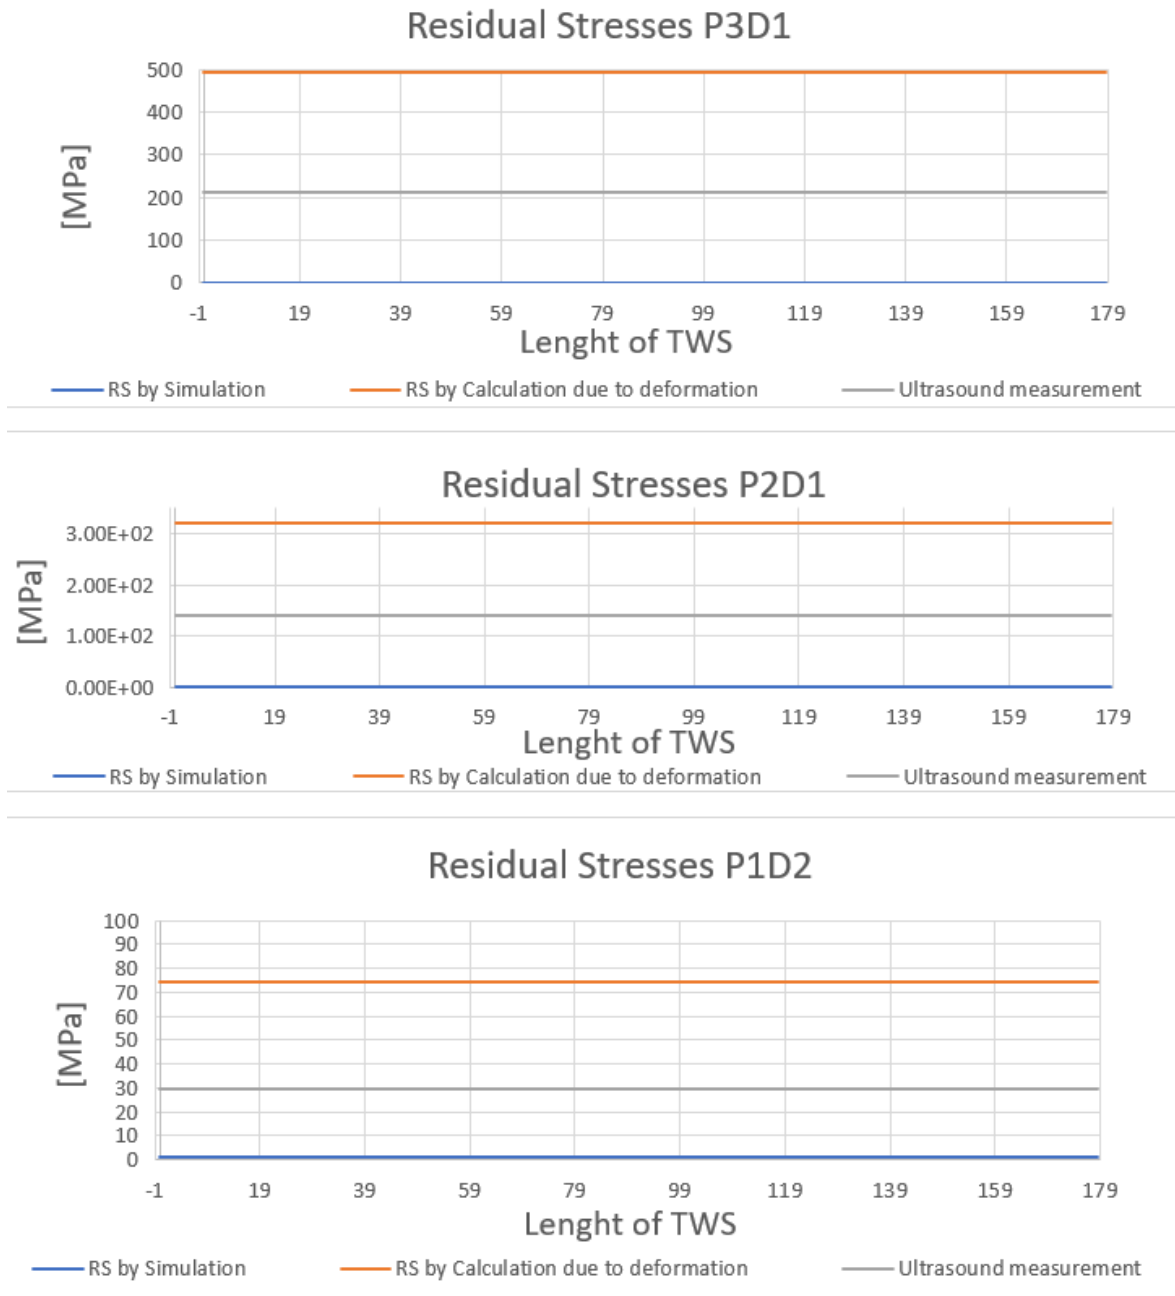 Residual Stresses P3D1
500
400
300
200
100
0
[MPa]
-1 19 39 59 79 99 119 139 159 179
Lenght of TWS
RS by Simulation RS by Calculation due to deformation Ultrasound measurement
Residual Stresses P2D1
3.00E+02
2.00E+02
1.00E+02
0.00E+00
[MPa]
-1 19 39 59 79 99 119 139 159 179
Lenght of TWS
RS by Simulation RS by Calculation due to deformation Ultrasound measurement
Residual Stresses P1D2
100
90
80
70
60
50
40
30
20
10
0
[MPa]
-1 19 39 59 79 99 119 139 159 179
Lenght of TWS
RS by Simulation RS by Calculation due to deformation Ultrasound measurement